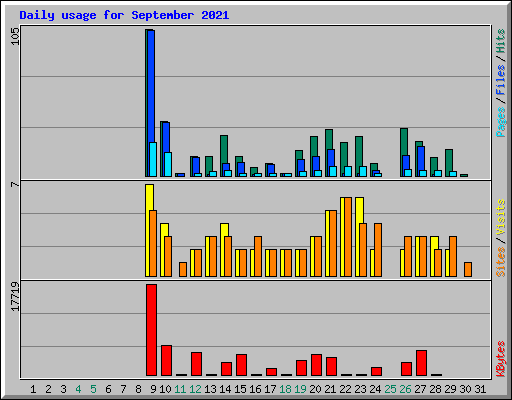 Daily usage for September 2021
105
Pages / Files / Hits
7
Sites / Visits
17719
KBytes
1 2 3 4 5 6 7 8 9 10 11 12 13 14 15 16 17 18 19 20 21 22 23 24 25 26 27 28 29 30 31